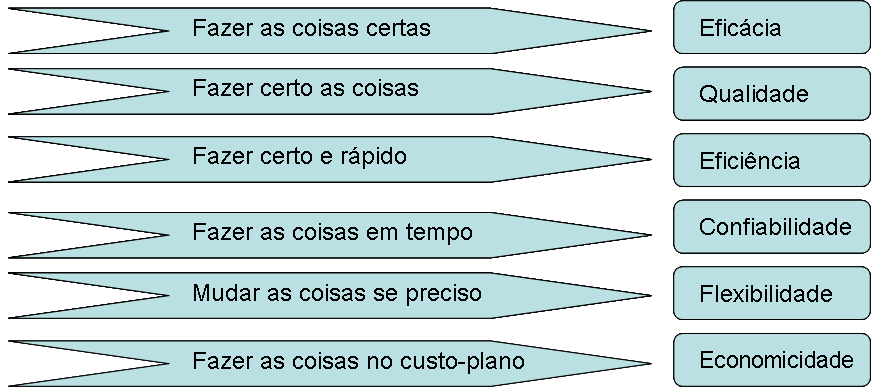 Fazer as coisas certas
Eficácia
Fazer certo as coisas
Qualidade
Fazer certo e rápido
Eficiência
Fazer as coisas em tempo
Confiabilidade
Mudar as coisas se preciso
Flexibilidade
Fazer as coisas no custo-plano
Economicidade